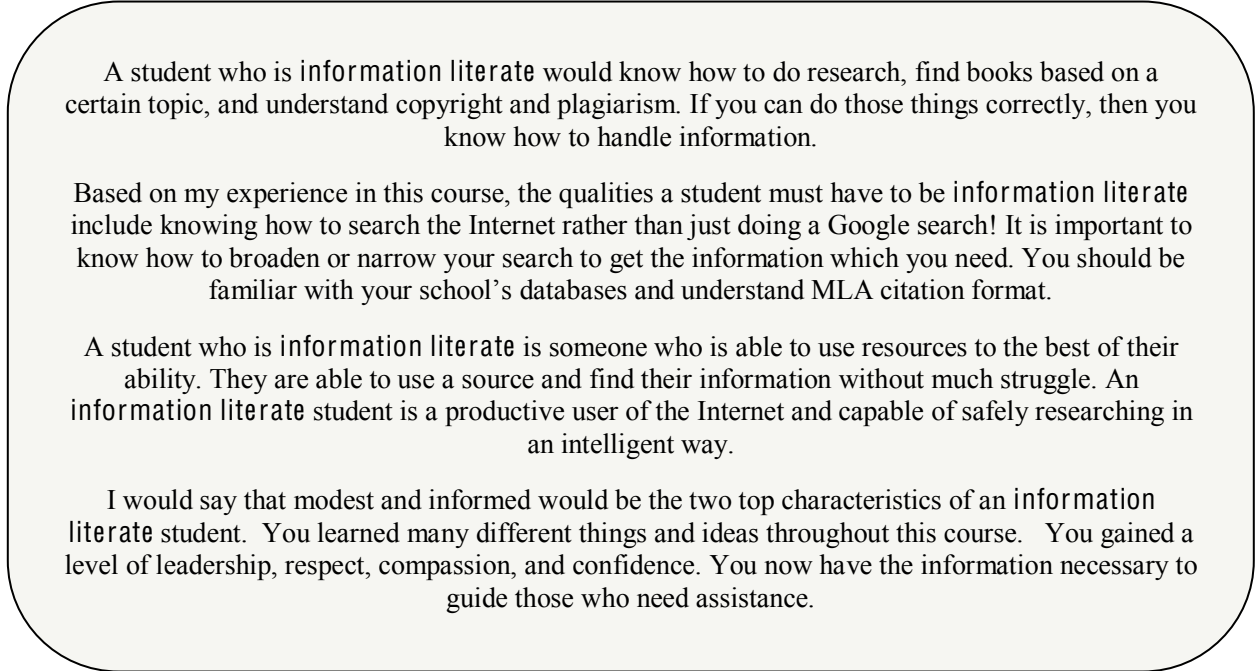 A student who is information literate would know how to do research, find books based on a
certain topic, and understand copyright and plagiarism. If you can do those things correctly, then you
know how to handle information.
Based on my experience in this course, the qualities a student must have to be information literate
include knowing how to search the Internet rather than just doing a Google search! It is important to
know how to broaden or narrow your search to get the information which you need. You should be
familiar with your school's databases and understand MLA citation format.
A student who is information literate is someone who is able to use resources to the best of their
ability. They are able to use a source and find their information without much struggle. An
information literate student is a productive user of the Internet and capable of safely researching in
an intelligent way.
I would say that modest and informed would be the two top characteristics of an information
literate student.  You learned many different things and ideas throughout this course.   You gained a
level of leadership, respect, compassion, and confidence. You now have the information necessary to
guide those who need assistance.